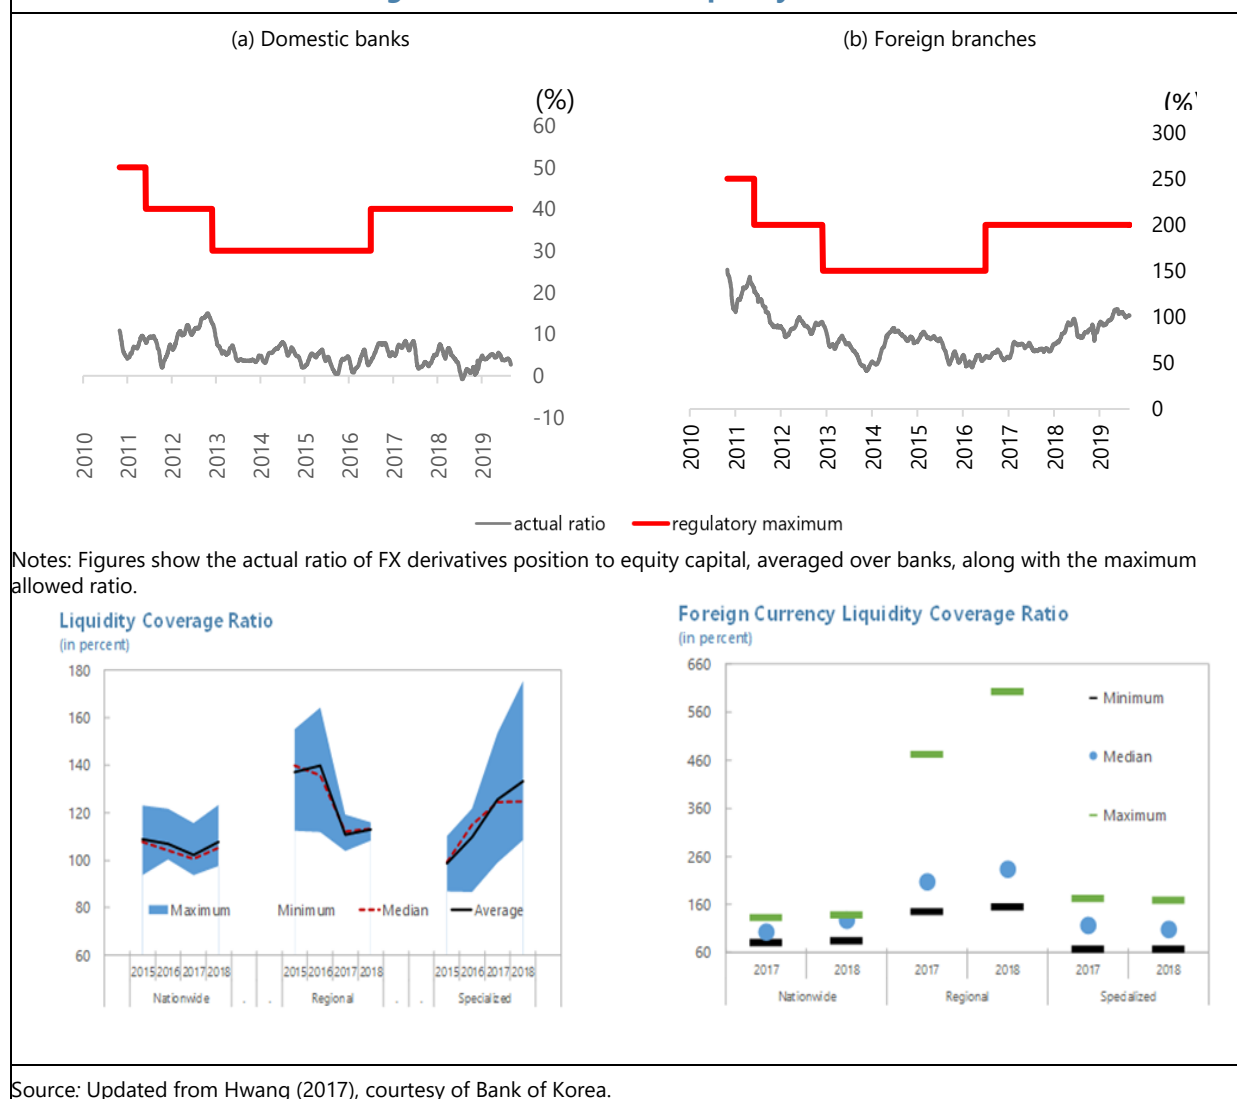 (a) Domestic banks
(b) Foreign branches
(%)
60
50
40
30
20
10
0
-10
2010 2011 2012 2013 2014 2015 2016 2017 2018 2019
(%)
300
250
200
150
100
50
0
2010 2011 2012 2013 2014 2015 2016 2017 2018 2019
actual ratio regulatory maximum
Notes: Figures show the actual ratio of FX derivatives position to equity capital, averaged over banks, along with the maximum
allowed ratio.
Liquidity Coverage Ratio
(in percent)
180
160
140
120
100
80
60
Maximum Minimum Median Average
2015 2016 2017 2018 2015 2016 2017 2018 2015 2016 2017 2018
Nationwide . . Regional . . Specialized
Foreign Currency Liquidity Coverage Ratio
(in percent)
660
560
460
360
260
160
60
Minimum
Median
Maximum
2017 2018 2017 2018 2017 2018
Nationwide Regional Specialized
Source: Updated from Hwang (2017), courtesy of Bank of Korea.